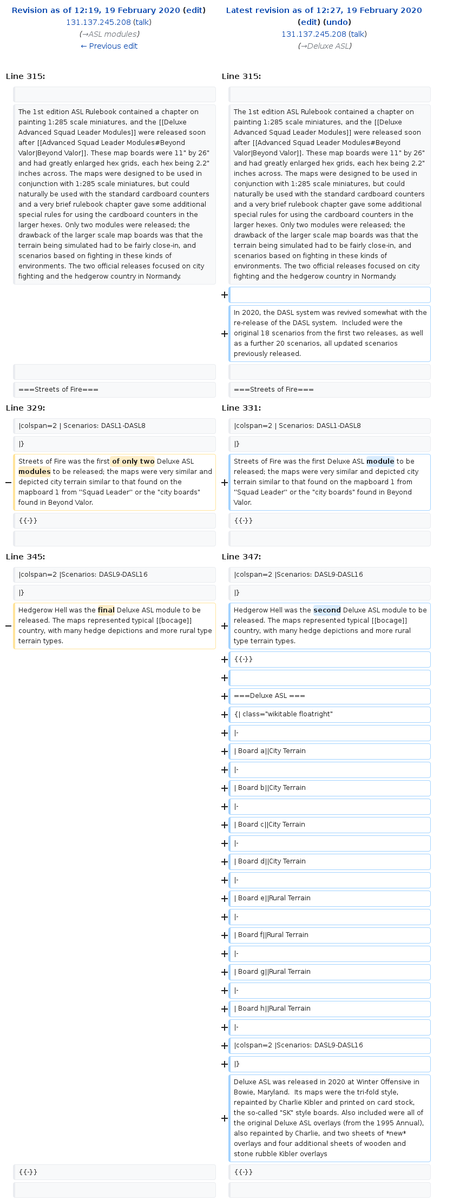 Revision as of 12:19, 19 February 2020 (edit)
131.137.245.208 (talk)
(→ASL modules)
← Previous edit
Latest revision as of 12:27, 19 February 2020
(edit) (undo)
131.137.245.208 (talk)
(→Deluxe ASL)
Line 315:
Line 315:
The 1st edition ASL Rulebook contained a chapter on
painting 1:285 scale miniatures, and the [[Deluxe
Advanced Squad Leader Modules]] were released soon
after [[Advanced Squad Leader Modules#Beyond
Valor|Beyond Valor]]. These map boards were 11" by 26"
and had greatly enlarged hex grids, each hex being 2.2"
inches across. The maps were designed to be used in
conjunction with 1:285 scale miniatures, but could
naturally be used with the standard cardboard counters
and a very brief rulebook chapter gave some additional
special rules for using the cardboard counters in the
larger hexes. Only two modules were released; the
drawback of the larger scale map boards was that the
terrain being simulated had to be fairly close-in, and
scenarios based on fighting in these kinds of
environments. The two official releases focused on city
fighting and the hedgerow country in Normandy.
The 1st edition ASL Rulebook contained a chapter on
painting 1:285 scale miniatures, and the [[Deluxe
Advanced Squad Leader Modules]] were released soon
after [[Advanced Squad Leader Modules#Beyond
Valor|Beyond Valor]]. These map boards were 11" by 26"
and had greatly enlarged hex grids, each hex being 2.2"
inches across. The maps were designed to be used in
conjunction with 1:285 scale miniatures, but could
naturally be used with the standard cardboard counters
and a very brief rulebook chapter gave some additional
special rules for using the cardboard counters in the
larger hexes. Only two modules were released; the
drawback of the larger scale map boards was that the
terrain being simulated had to be fairly close-in, and
scenarios based on fighting in these kinds of
environments. The two official releases focused on city
fighting and the hedgerow country in Normandy.
+
+
In 2020, the DASL system was revived somewhat with the
re-release of the DASL system.  Included were the
original 18 scenarios from the first two releases, as well
as a further 20 scenarios, all updated scenarios
previously released.
===Streets of Fire===
===Streets of Fire===
Line 329:
Line 331:
|colspan=2 | Scenarios: DASL1-DASL8
|colspan=2 | Scenarios: DASL1-DASL8
|}
|}
−
Streets of Fire was the first of only two Deluxe ASL
modules to be released; the maps were very similar and
depicted city terrain similar to that found on the
mapboard 1 from ''Squad Leader'' or the "city boards"
found in Beyond Valor.
+
Streets of Fire was the first Deluxe ASL module to be
released; the maps were very similar and depicted city
terrain similar to that found on the mapboard 1 from
''Squad Leader'' or the "city boards" found in Beyond
Valor.
{{-}}
{{-}}
Line 345:
Line 347:
|colspan=2 |Scenarios: DASL9-DASL16
|colspan=2 |Scenarios: DASL9-DASL16
|}
|}
−
Hedgerow Hell was the final Deluxe ASL module to be
released. The maps represented typical [[bocage]]
country, with many hedge depictions and more rural type
terrain types.
+
Hedgerow Hell was the second Deluxe ASL module to be
released. The maps represented typical [[bocage]]
country, with many hedge depictions and more rural
type terrain types.
+ {{-}}
+
+ ===Deluxe ASL ===
+ {| class="wikitable floatright"
+ |-
+ | Board a||City Terrain
+ |-
+ | Board b||City Terrain
+ |-
+ | Board c||City Terrain
+ |-
+ | Board d||City Terrain
+ |-
+ | Board e||Rural Terrain
+ |-
+ | Board f||Rural Terrain
+ |-
+ | Board g||Rural Terrain
+ |-
+ | Board h||Rural Terrain
+ |-
+ |colspan=2 |Scenarios: DASL9-DASL16
+ |}
+
Deluxe ASL was released in 2020 at Winter Offensive in
Bowie, Maryland.  Its maps were the tri-fold style,
repainted by Charlie Kibler and printed on card stock,
the so-called "SK" style boards. Also included were all of
the original Deluxe ASL overlays (from the 1995 Annual),
also repainted by Charlie, and two sheets of *new*
overlays and four additional sheets of wooden and
stone rubble Kibler overlays
{{-}}
{{-}}